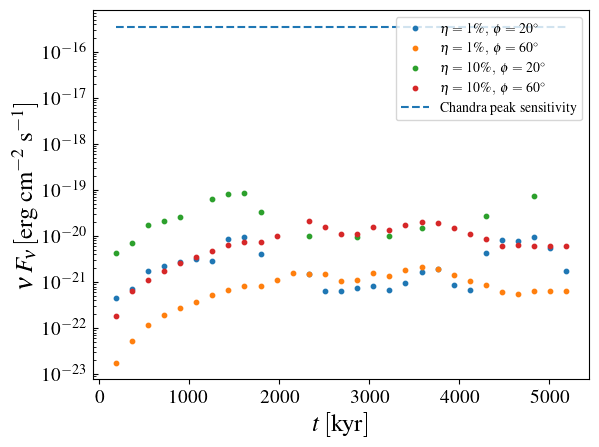 η = 1%, ϕ = 20°
η = 1%, ϕ = 60°
η = 10%, ϕ = 20°
η = 10%, ϕ = 60°
Chandra peak sensitivity
10⁻¹⁶
10⁻¹⁷
10⁻¹⁸
10⁻¹⁹
10⁻²⁰
10⁻²¹
10⁻²²
10⁻²³
ν Fν [erg cm⁻² s⁻¹]
0 1000 2000 3000 4000 5000
t [kyr]